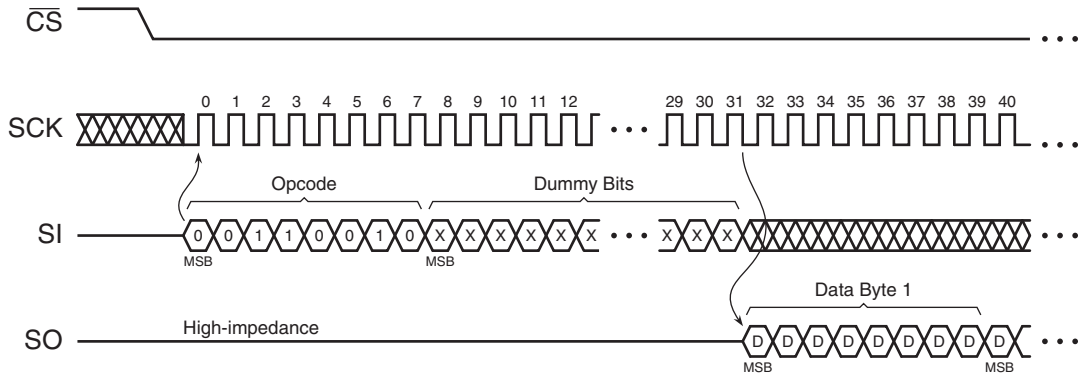 CS
0 1 2 3 4 5 6 7 8 9 10 11 12 29 30 31 32 33 34 35 36 37 38 39 40
SCK
Opcode Dummy Bits
SI 0 0 1 1 0 0 1 0 X X X X X X X X X
MSB MSB
Data Byte 1
High-impedance
SO D D D D D D D D D
MSB MSB